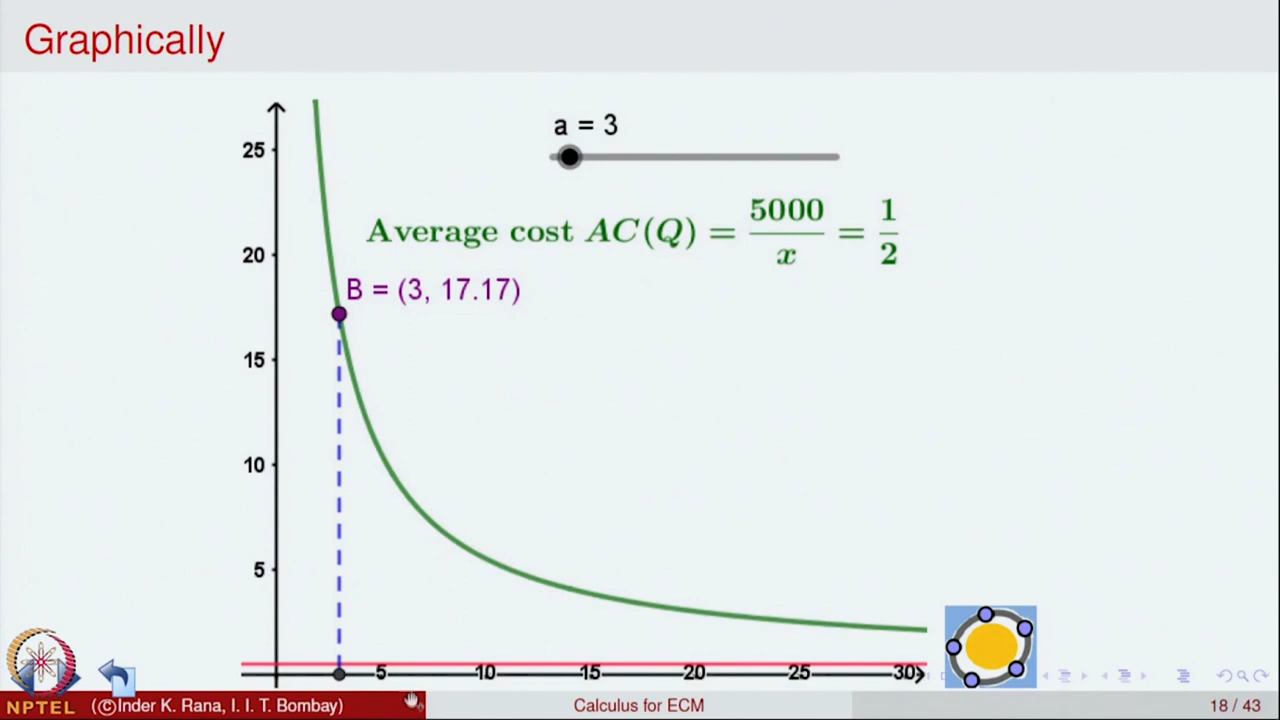 Graphically
a = 3
Average cost AC(Q) = 5000/x = 1/2
B = (3, 17.17)
25
20
15
10
5
5 10 15 20 25 30
NPTEL
(©Inder K. Rana, I. I. T. Bombay) Calculus for ECM 18 / 43